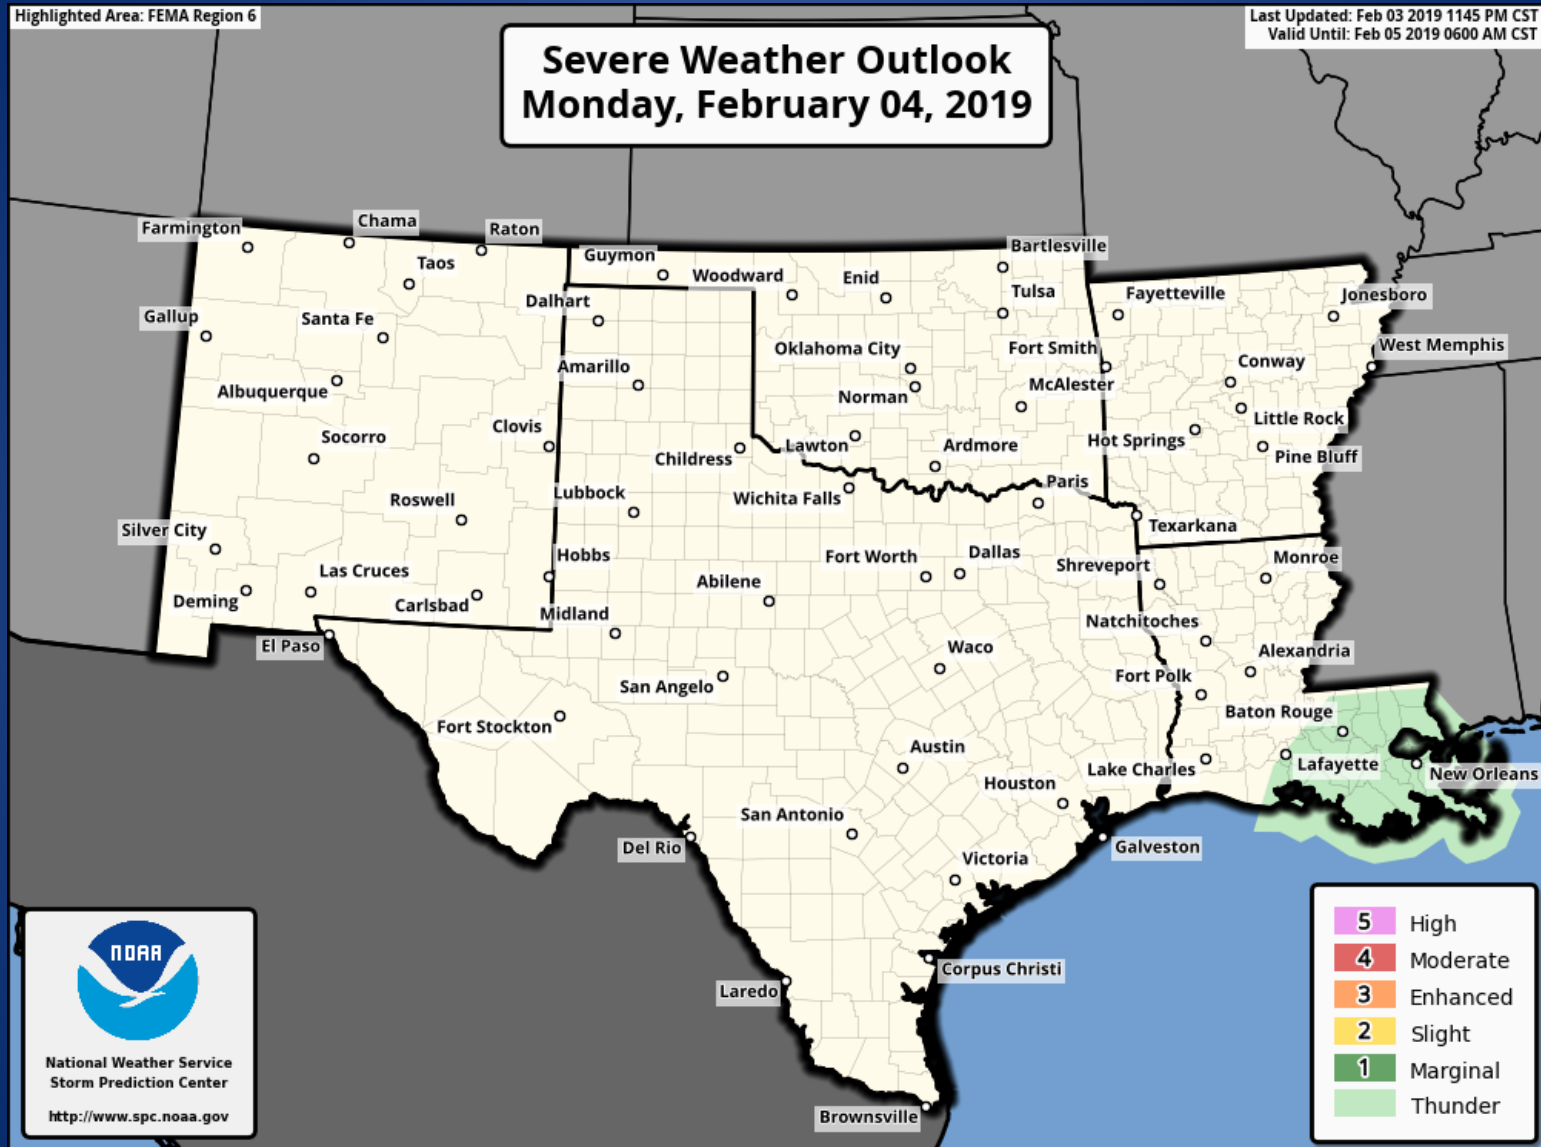 Highlighted Area: FEMA Region 6
Last Updated: Feb 03 2019 1145 PM CST
Valid Until: Feb 05 2019 0600 AM CST
Severe Weather Outlook
Monday, February 04, 2019
Farmington
Chama
Raton
Taos
Guymon
Woodward
Enid
Bartlesville
Tulsa
Fayetteville
Jonesboro
Gallup
Santa Fe
Dalhart
Oklahoma City
Fort Smith
West Memphis
Albuquerque
Amarillo
Norman
McAlester
Conway
Little Rock
Socorro
Clovis
Childress
Lawton
Ardmore
Hot Springs
Pine Bluff
Roswell
Lubbock
Wichita Falls
Paris
Texarkana
Silver City
Hobbs
Fort Worth
Dallas
Shreveport
Monroe
Las Cruces
Deming
Carlsbad
Midland
Abilene
Natchitoches
El Paso
San Angelo
Waco
Fort Polk
Alexandria
Fort Stockton
Austin
Baton Rouge
Houston
Lake Charles
Lafayette
New Orleans
San Antonio
Del Rio
Victoria
Galveston
Laredo
Corpus Christi
Brownsville
NOAA
National Weather Service
Storm Prediction Center
http://www.spc.noaa.gov
5 High
4 Moderate
3 Enhanced
2 Slight
1 Marginal
Thunder